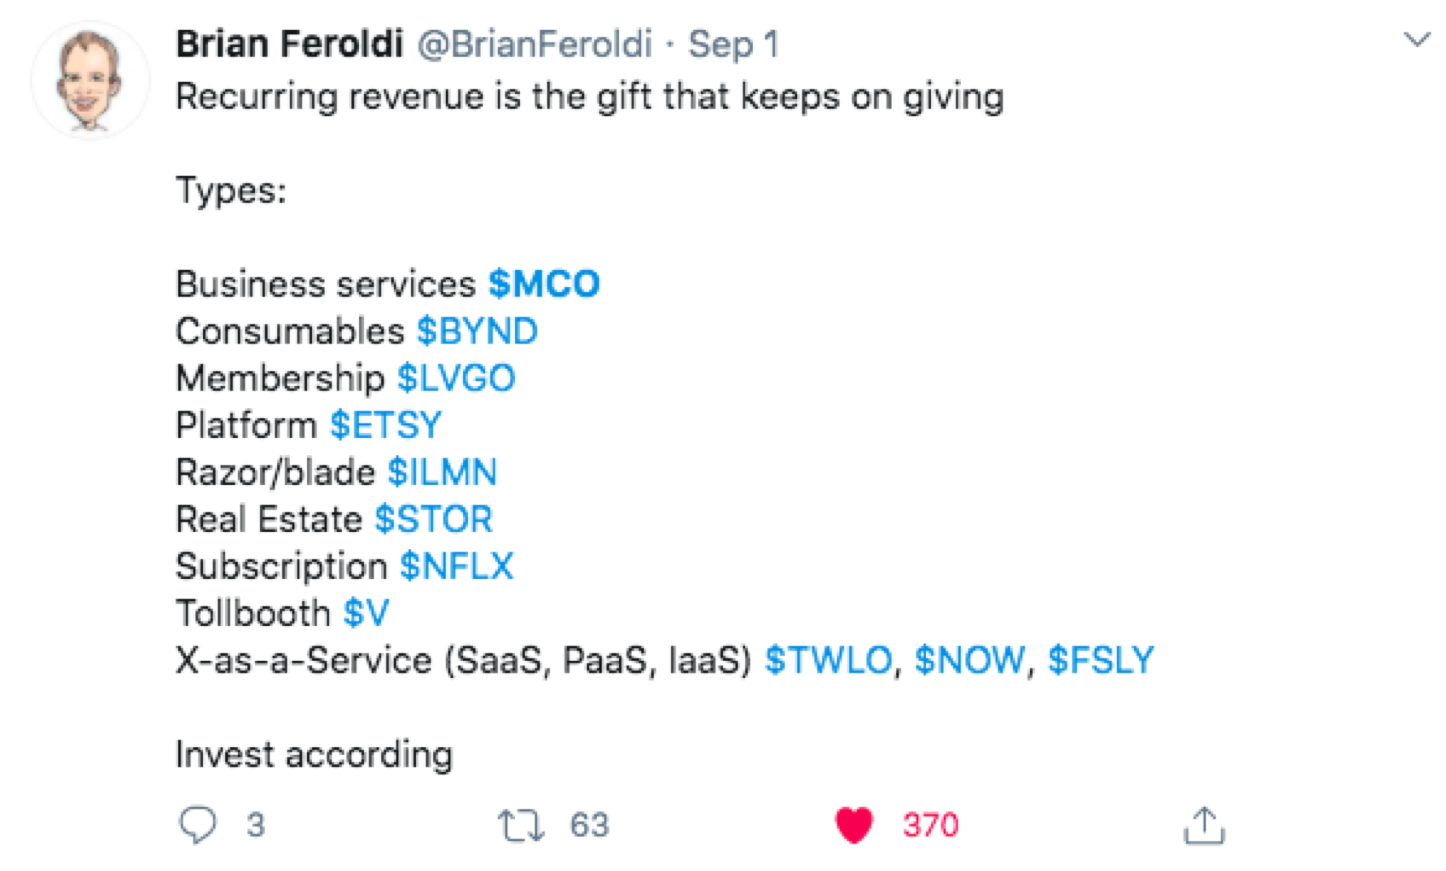 Brian Feroldi @BrianFeroldi · Sep 1
Recurring revenue is the gift that keeps on giving
Types:
Business services $MCO
Consumables $BYND
Membership $LVGO
Platform $ETSY
Razor/blade $ILMN
Real Estate $STOR
Subscription $NFLX
Tollbooth $V
X-as-a-Service (SaaS, PaaS, IaaS) $TWLO, $NOW, $FSLY
Invest according
3 63 370